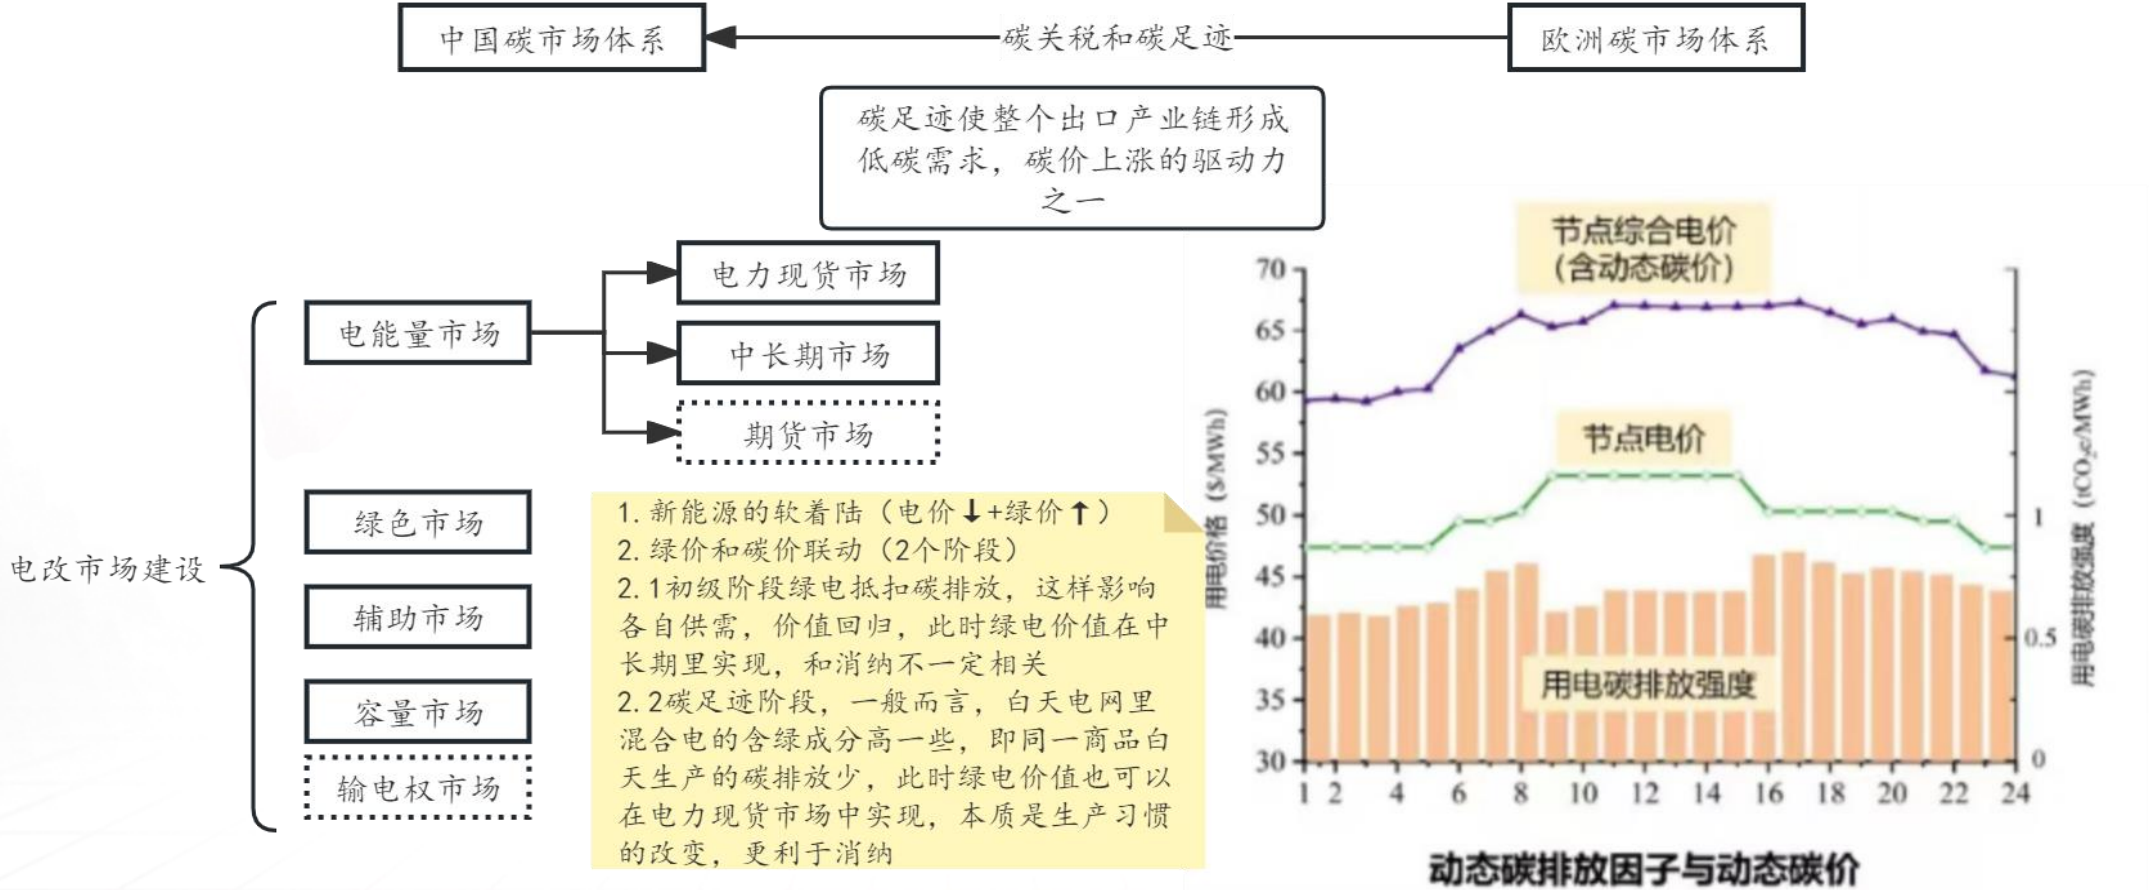 中国碳市场体系
碳关税和碳足迹
欧洲碳市场体系
碳足迹使整个出口产业链形成
低碳需求，碳价上涨的驱动力
之一
电改市场建设
电能量市场
电力现货市场
中长期市场
期货市场
绿色市场
辅助市场
容量市场
输电权市场
1.新能源的软着陆（电价↓+绿价↑）
2.绿价和碳价联动（2个阶段）
2.1初级阶段绿电抵扣碳排放，这样影响
各自供需，价值回归，此时绿电价值在中
长期里实现，和消纳不一定相关
2.2碳足迹阶段，一般而言，白天电网里
混合电的含绿成分高一些，即同一商品白
天生产的碳排放少，此时绿电价值也可以
在电力现货市场中实现，本质是生产习惯
的改变，更利于消纳
节点综合电价
（含动态碳价）
节点电价
用电碳排放强度
用电价格（$/MWh）
70
65
60
55
50
45
40
35
30
1 2 4 6 8 10 12 14 16 18 20 22 24
1
0.5
0
用电碳排放强度（tCO₂e/MWh）
动态碳排放因子与动态碳价